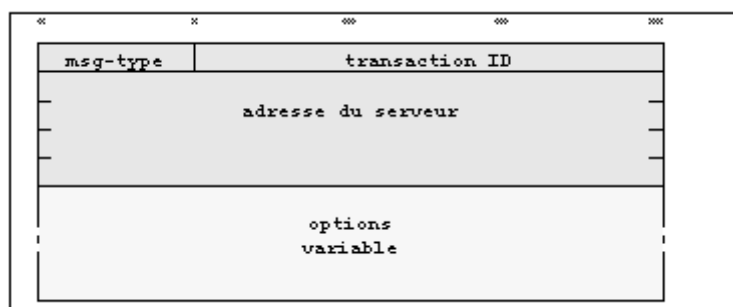 msg-type transaction ID
adresse du serveur
options
variable